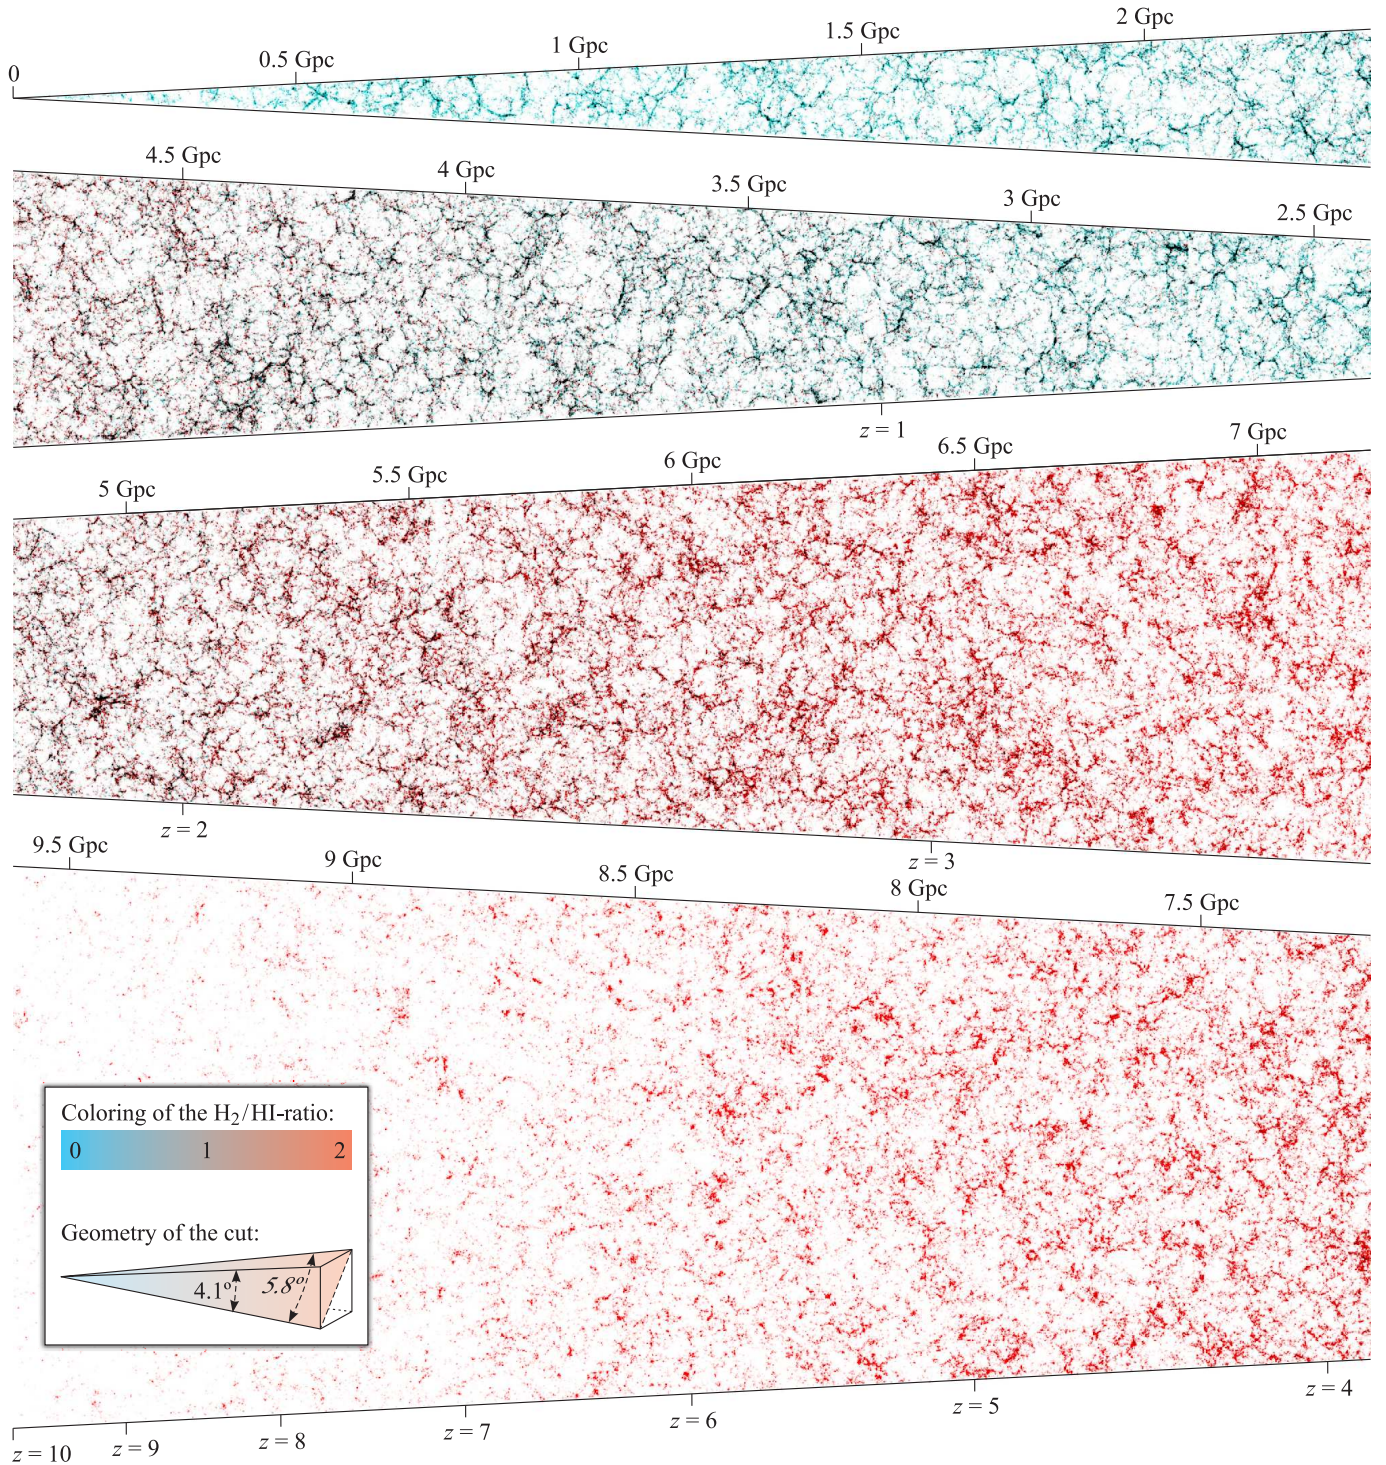 0
0.5 Gpc
1 Gpc
1.5 Gpc
2 Gpc
4.5 Gpc
4 Gpc
3.5 Gpc
3 Gpc
2.5 Gpc
z = 1
5 Gpc
5.5 Gpc
6 Gpc
6.5 Gpc
7 Gpc
z = 2
z = 3
9.5 Gpc
9 Gpc
8.5 Gpc
8 Gpc
7.5 Gpc
Coloring of the H₂/HI-ratio:
0 1 2
Geometry of the cut:
4.1º 5.8º
z = 10
z = 9
z = 8
z = 7
z = 6
z = 5
z = 4